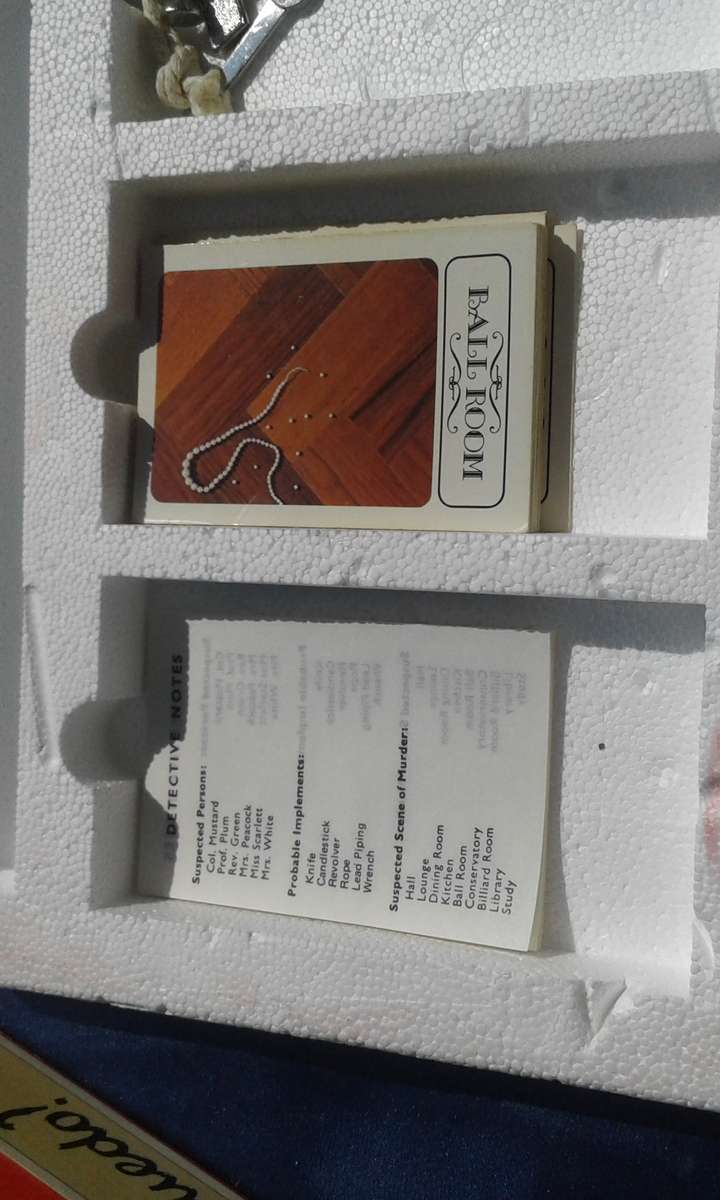 BALL ROOM
DETECTIVE NOTES
Suspected Persons:
Col. Mustard
Prof. Plum
Rev. Green
Mrs. Peacock
Miss Scarlett
Mrs. White
Probable Implements:
Knife
Candlestick
Revolver
Rope
Lead Piping
Wrench
Suspected Scene of Murder:
Hall
Lounge
Dining Room
Kitchen
Ball Room
Conservatory
Billiard Room
Library
Study
uedo?